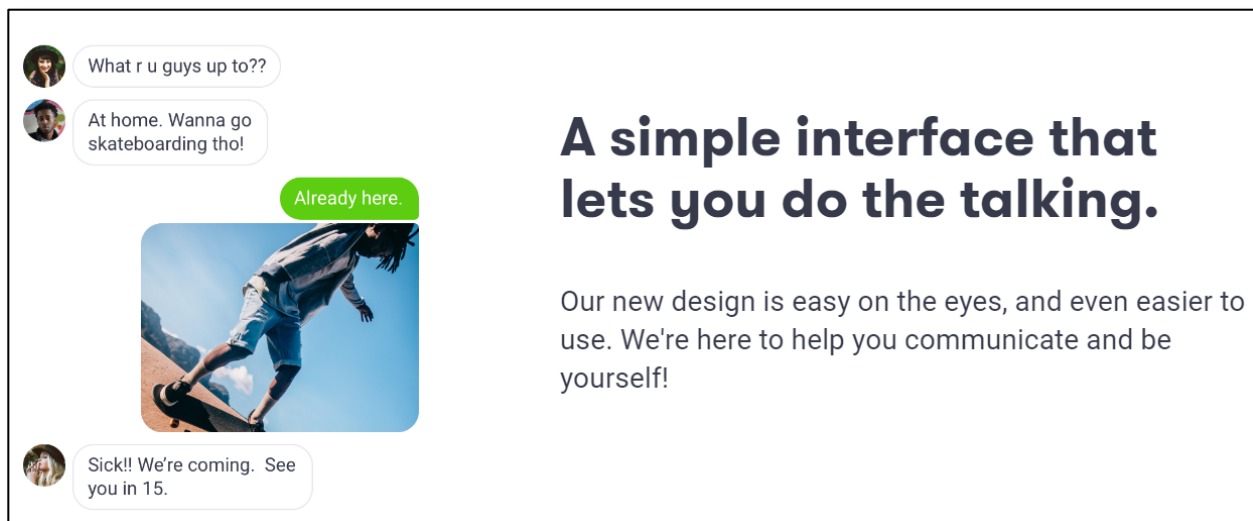 What r u guys up to??
At home. Wanna go
skateboarding tho!
Already here.
Sick!! We’re coming.  See
you in 15.
A simple interface that
lets you do the talking.
Our new design is easy on the eyes, and even easier to
use. We're here to help you communicate and be
yourself!